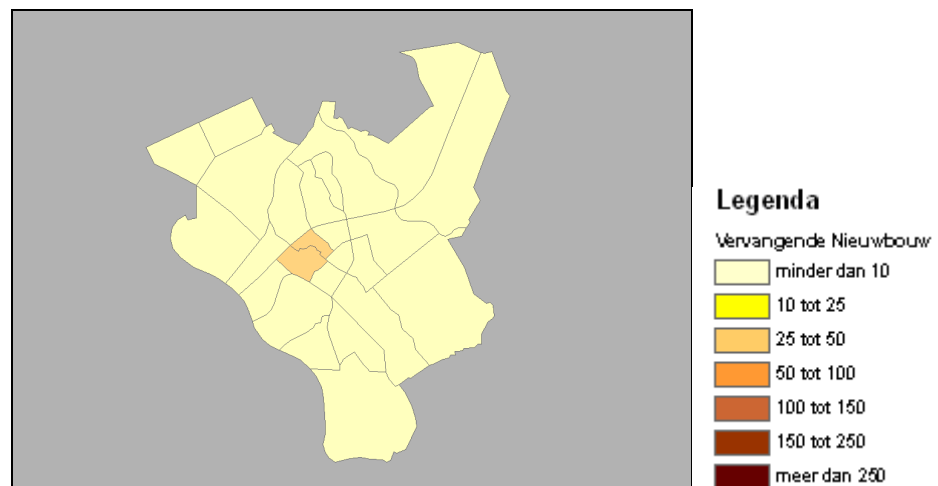 Legenda
Vervangende Nieuwbouw
minder dan 10
10 tot 25
25 tot 50
50 tot 100
100 tot 150
150 tot 250
meer dan 250